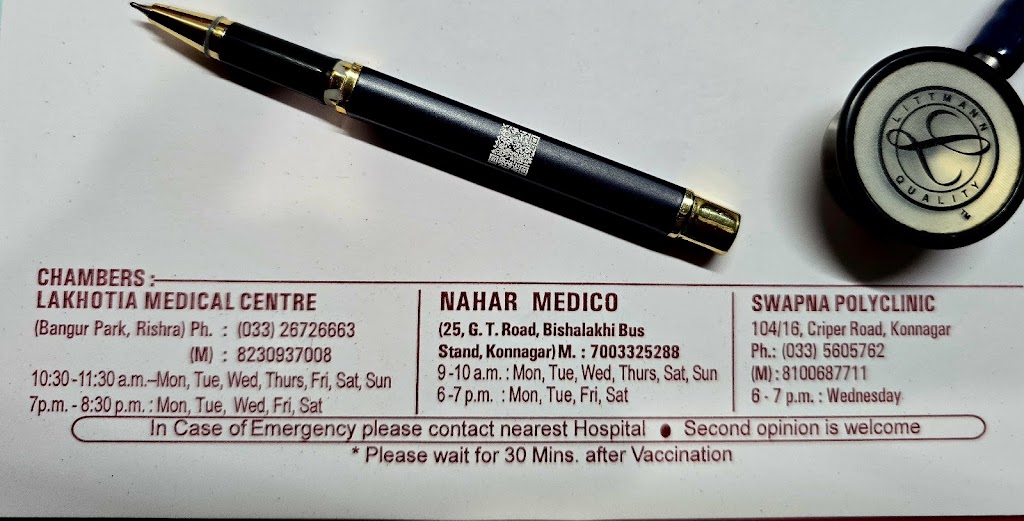 LITTMANN
QUALITY
CHAMBERS :
LAKHOTIA MEDICAL CENTRE
(Bangur Park, Rishra) Ph. : (033) 26726663
(M) : 8230937008
10:30-11:30 a.m.–Mon, Tue, Wed, Thurs, Fri, Sat, Sun
7p.m. - 8:30 p.m. : Mon, Tue, Wed, Fri, Sat
NAHAR MEDICO
(25, G. T. Road, Bishalakhi Bus
Stand, Konnagar) M. : 7003325288
9-10 a.m. : Mon, Tue, Wed, Thurs, Fri, Sat, Sun
6-7 p.m. : Mon, Tue, Fri, Sat
SWAPNA POLYCLINIC
104/16, Criper Road, Konnagar
Ph.: (033) 5605762
(M) : 8100687711
6 - 7 p.m. : Wednesday
In Case of Emergency please contact nearest Hospital ● Second opinion is welcome
* Please wait for 30 Mins. after Vaccination